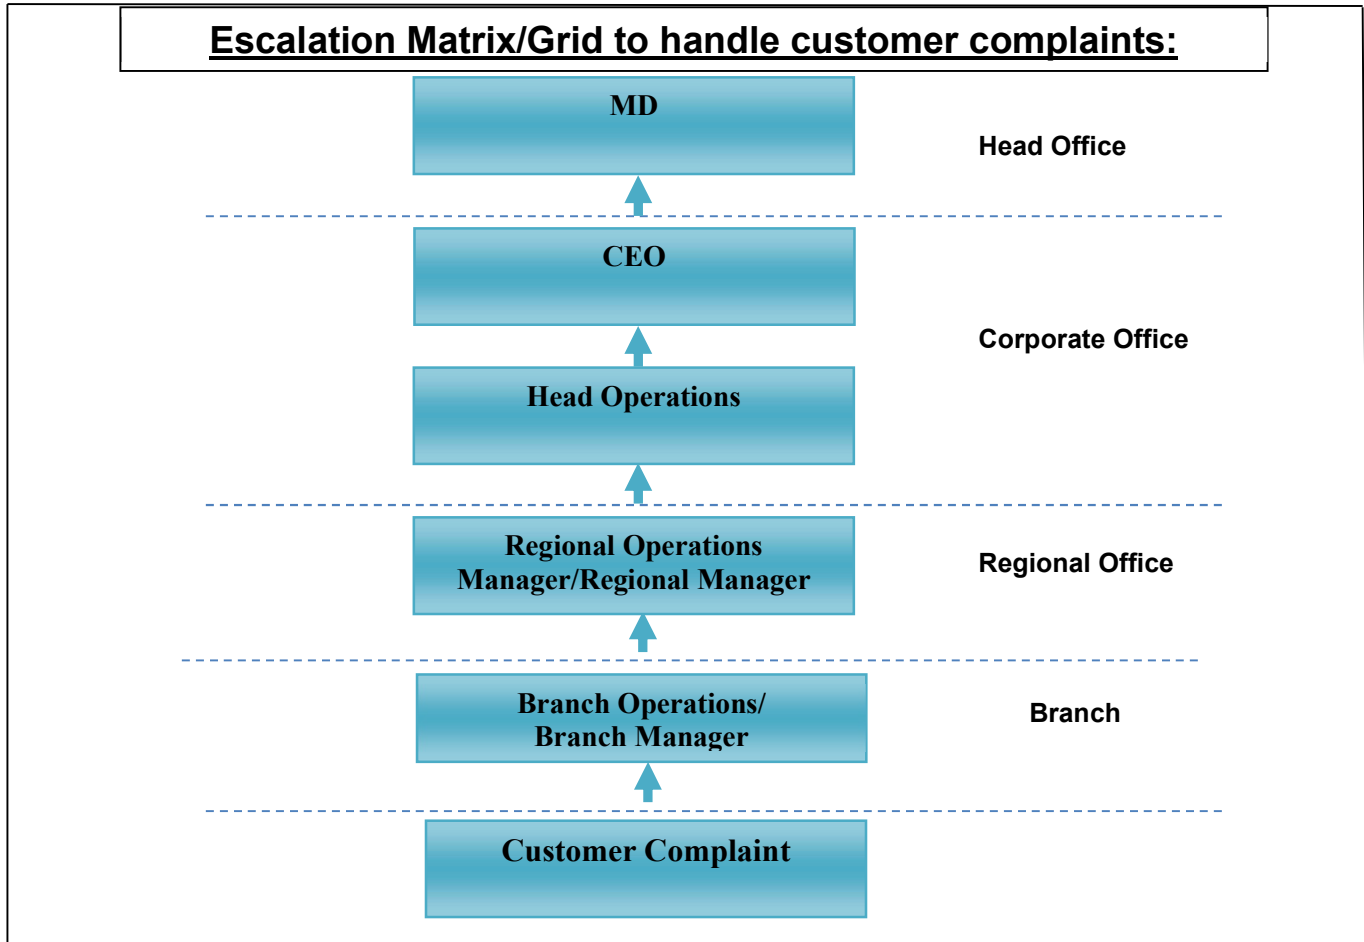 Escalation Matrix/Grid to handle customer complaints:
MD
Head Office
CEO
Corporate Office
Head Operations
Regional Operations
Manager/Regional Manager
Regional Office
Branch Operations/
Branch Manager
Branch
Customer Complaint